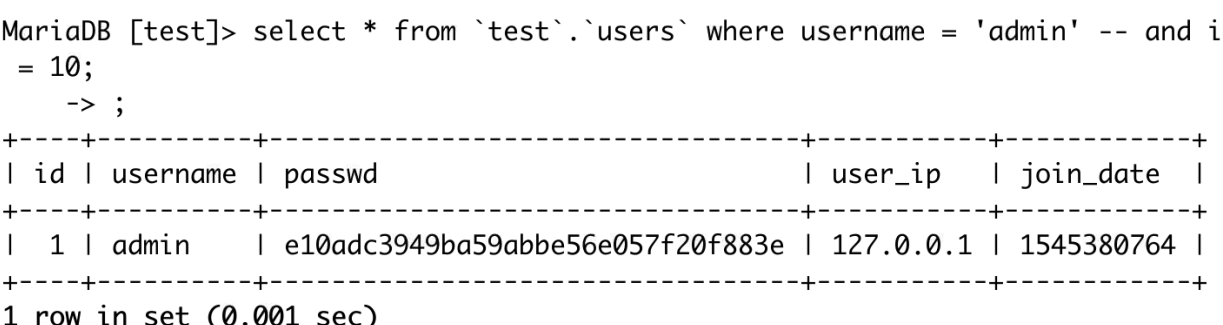 MariaDB [test]> select * from `test`.`users` where username = 'admin' -- and i
 = 10;
    -> ;
+----+----------+----------------------------------+-----------+------------+
| id | username | passwd                           | user_ip   | join_date  |
+----+----------+----------------------------------+-----------+------------+
|  1 | admin    | e10adc3949ba59abbe56e057f20f883e | 127.0.0.1 | 1545380764 |
+----+----------+----------------------------------+-----------+------------+
1 row in set (0.001 sec)